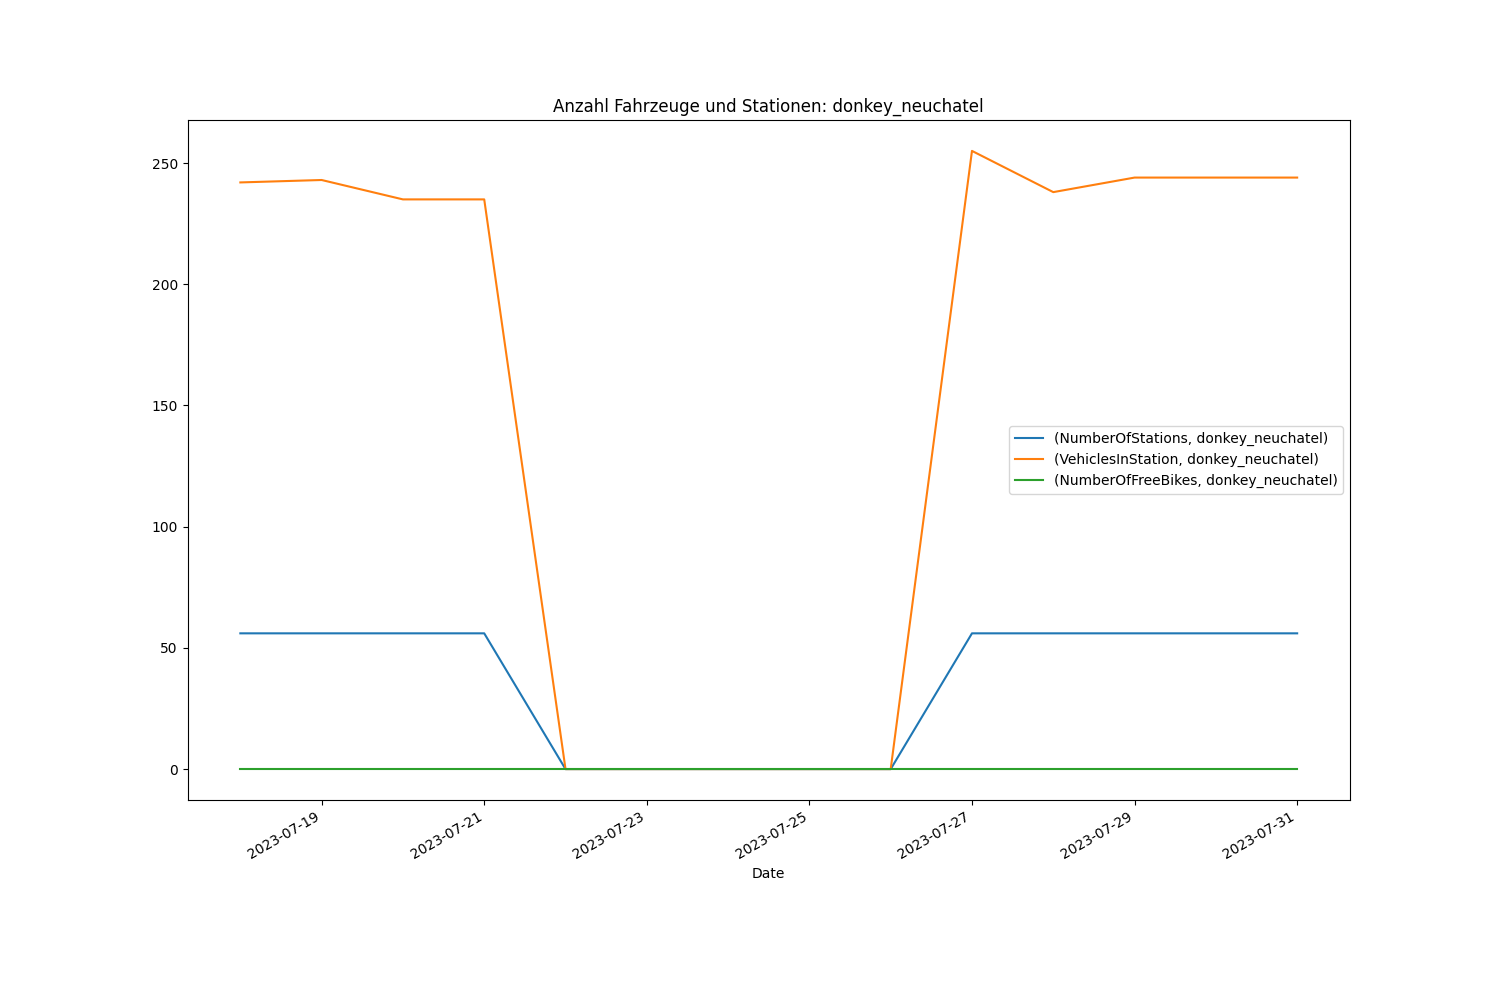 Anzahl Fahrzeuge und Stationen: donkey_neuchatel
250
200
150
100
50
0
(NumberOfStations, donkey_neuchatel)
(VehiclesInStation, donkey_neuchatel)
(NumberOfFreeBikes, donkey_neuchatel)
2023-07-19
2023-07-21
2023-07-23
2023-07-25
2023-07-27
2023-07-29
2023-07-31
Date